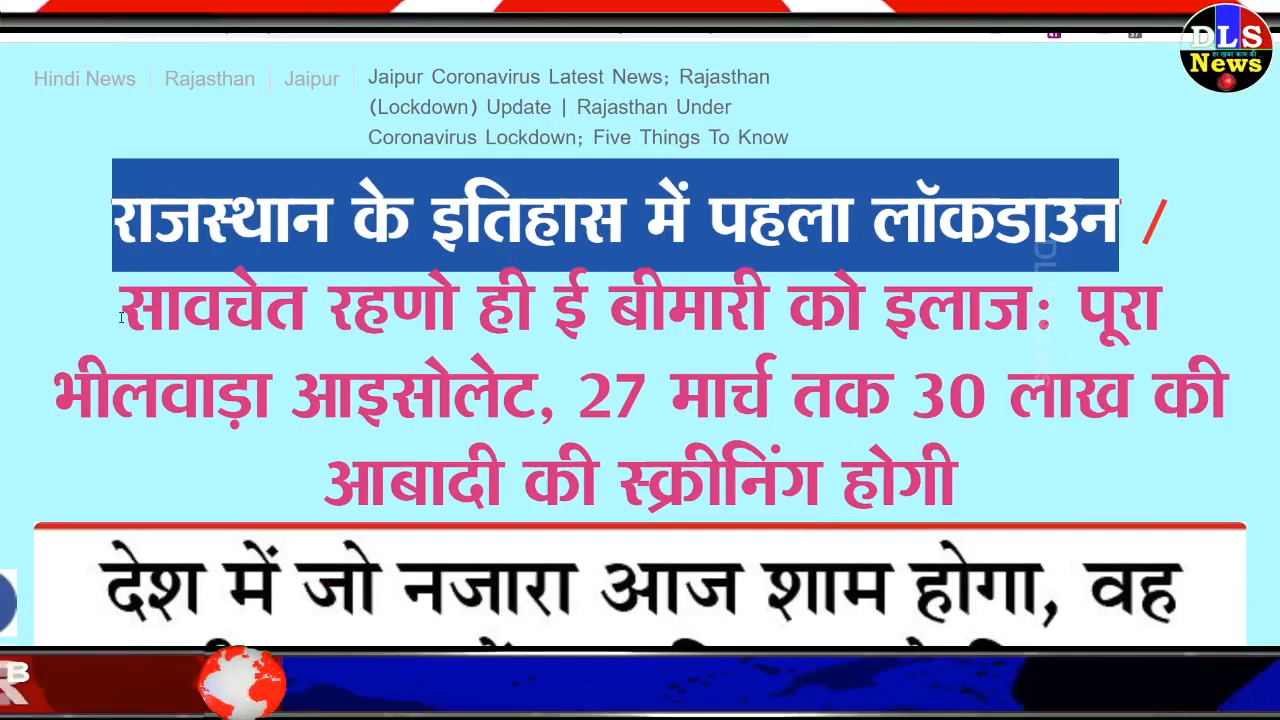 DLS
हर खबर काम की
News
Hindi News | Rajasthan | Jaipur | Jaipur Coronavirus Latest News; Rajasthan
(Lockdown) Update | Rajasthan Under
Coronavirus Lockdown; Five Things To Know
राजस्थान के इतिहास में पहला लॉकडाउन /
सावचेत रहणो ही ई बीमारी को इलाज: पूरा
भीलवाड़ा आइसोलेट, 27 मार्च तक 30 लाख की
आबादी की स्क्रीनिंग होगी
देश में जो नजारा आज शाम होगा, वह